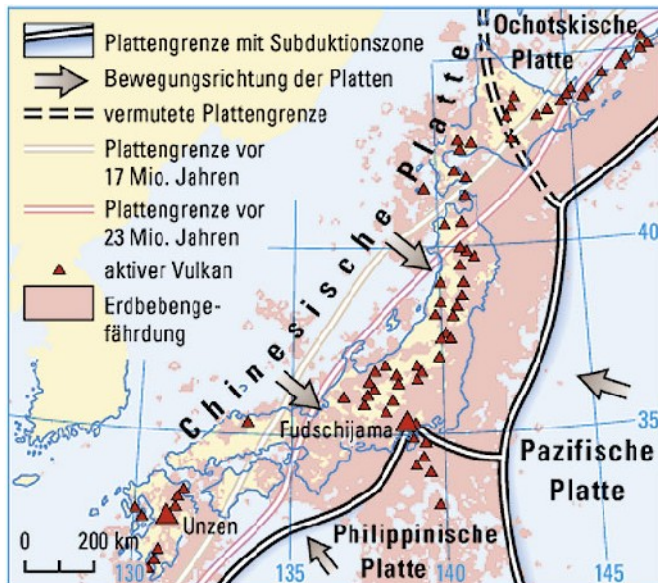 Plattengrenze mit Subduktionszone
Bewegungsrichtung der Platten
vermutete Plattengrenze
Plattengrenze vor
17 Mio. Jahren
Plattengrenze vor
23 Mio. Jahren
aktiver Vulkan
Erdbebenge-
fährdung
Ochotskische
Platte
Chinesische Platte
Fudschijama
Unzen
Pazifische
Platte
Philippinische
Platte
0 200 km
130
135
140
145
40
35
140